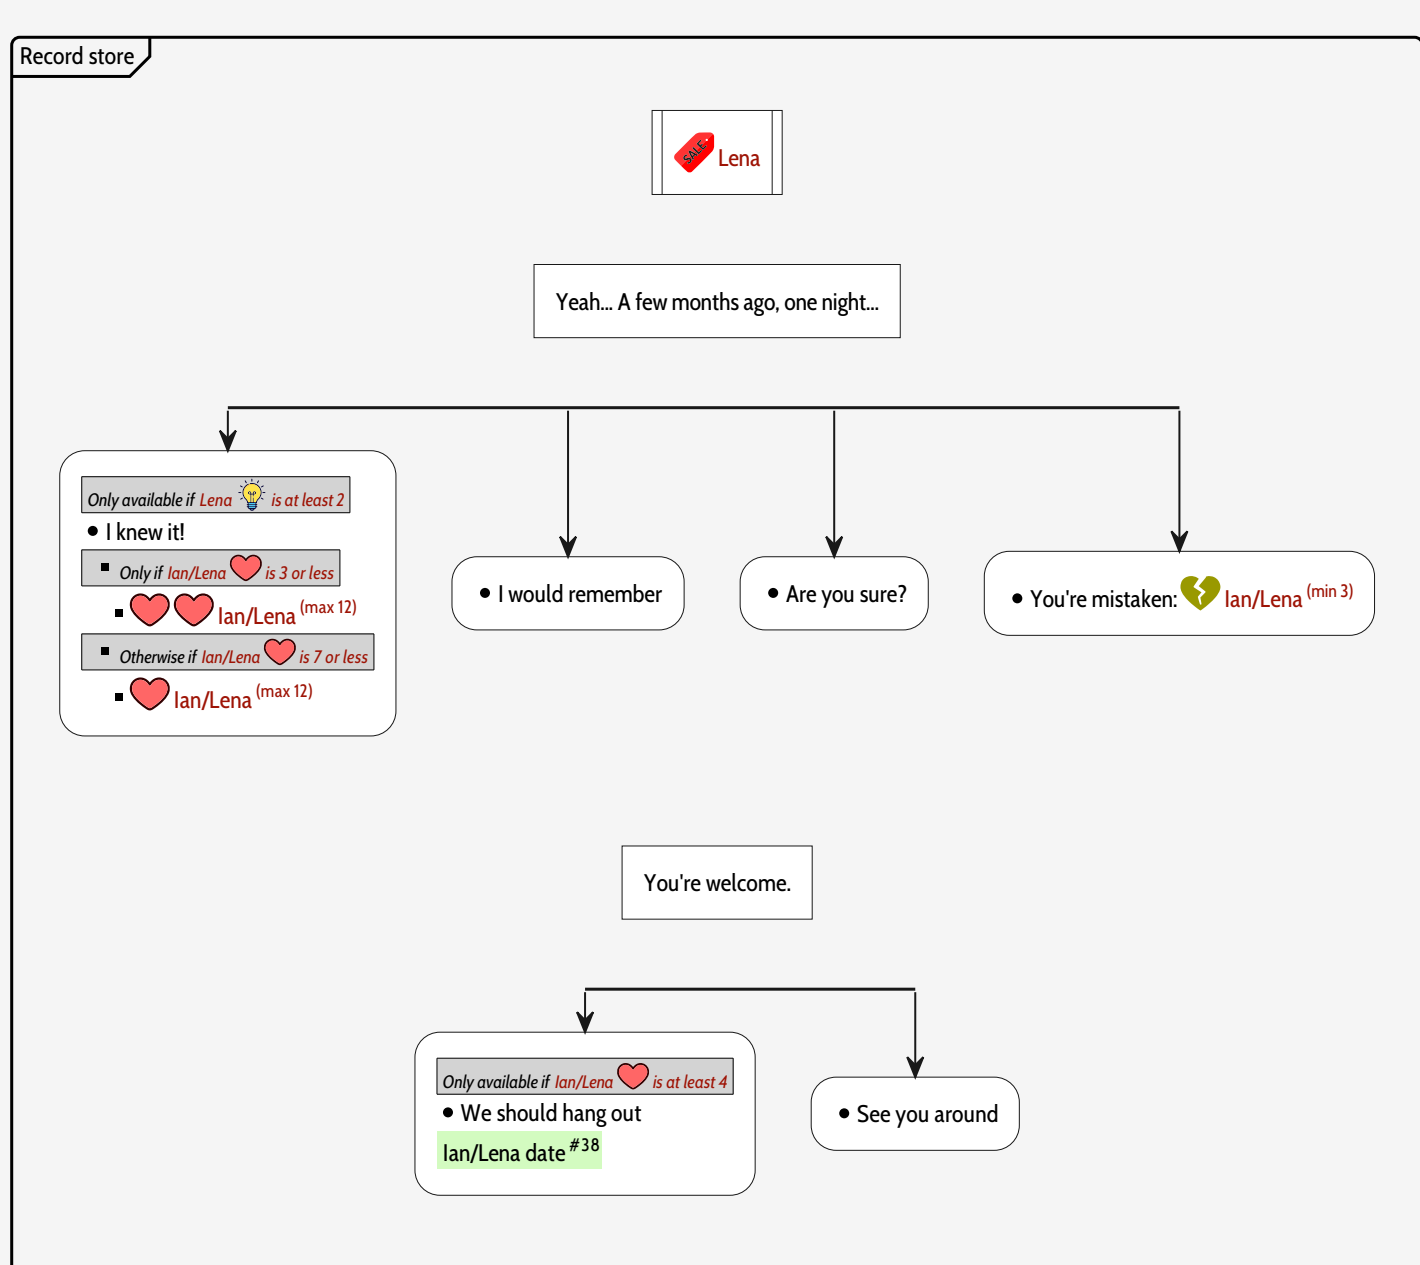 Record store
SALE Lena
Yeah... A few months ago, one night...
Only available if Lena is at least 2
I knew it!
Only if Ian/Lena is 3 or less
Ian/Lena (max 12)
Otherwise if Ian/Lena is 7 or less
Ian/Lena (max 12)
I would remember
Are you sure?
You're mistaken: Ian/Lena (min 3)
You're welcome.
Only available if Ian/Lena is at least 4
We should hang out
Ian/Lena date #38
See you around